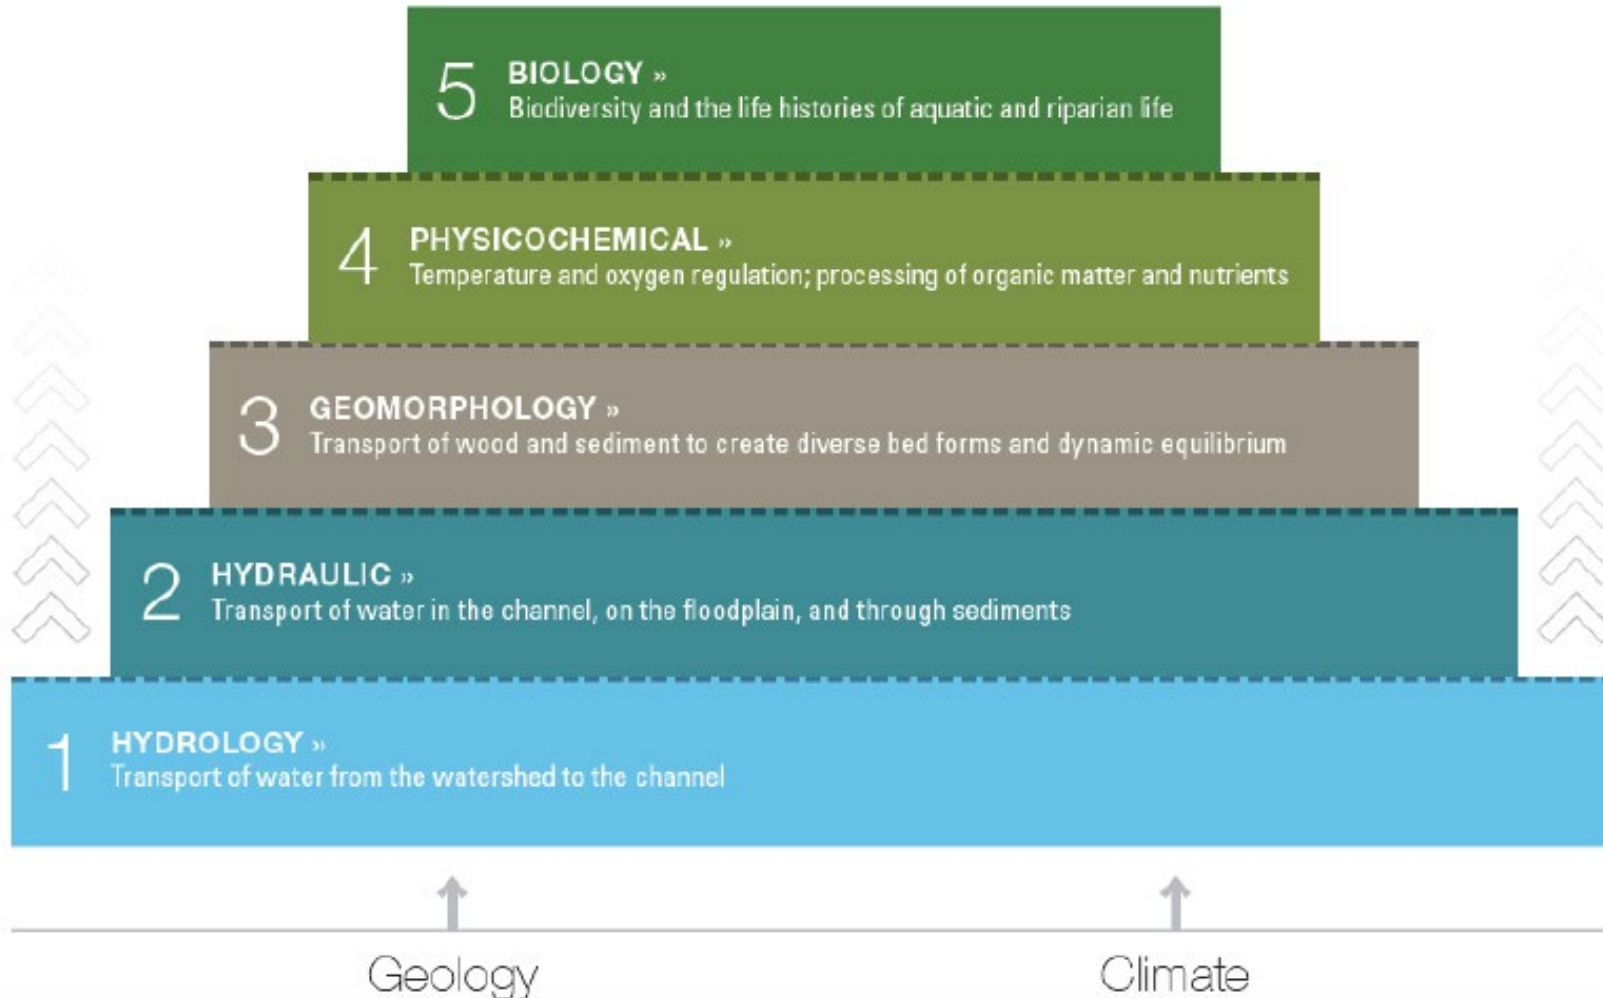 5 BIOLOGY »
Biodiversity and the life histories of aquatic and riparian life
4 PHYSICOCHEMICAL »
Temperature and oxygen regulation; processing of organic matter and nutrients
3 GEOMORPHOLOGY »
Transport of wood and sediment to create diverse bed forms and dynamic equilibrium
2 HYDRAULIC »
Transport of water in the channel, on the floodplain, and through sediments
1 HYDROLOGY »
Transport of water from the watershed to the channel
Geology Climate